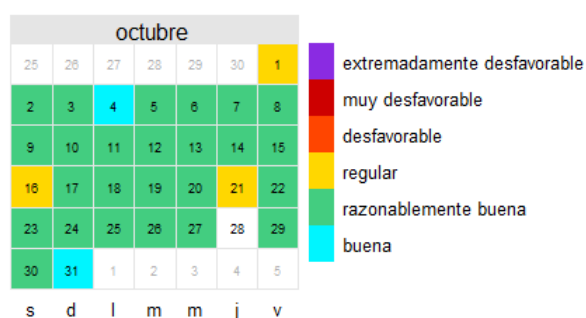 octubre
25 26 27 28 29 30 1
2 3 4 5 6 7 8
9 10 11 12 13 14 15
16 17 18 19 20 21 22
23 24 25 26 27 28 29
30 31 1 2 3 4 5
s d l m m j v
extremadamente desfavorable
muy desfavorable
desfavorable
regular
razonablemente buena
buena